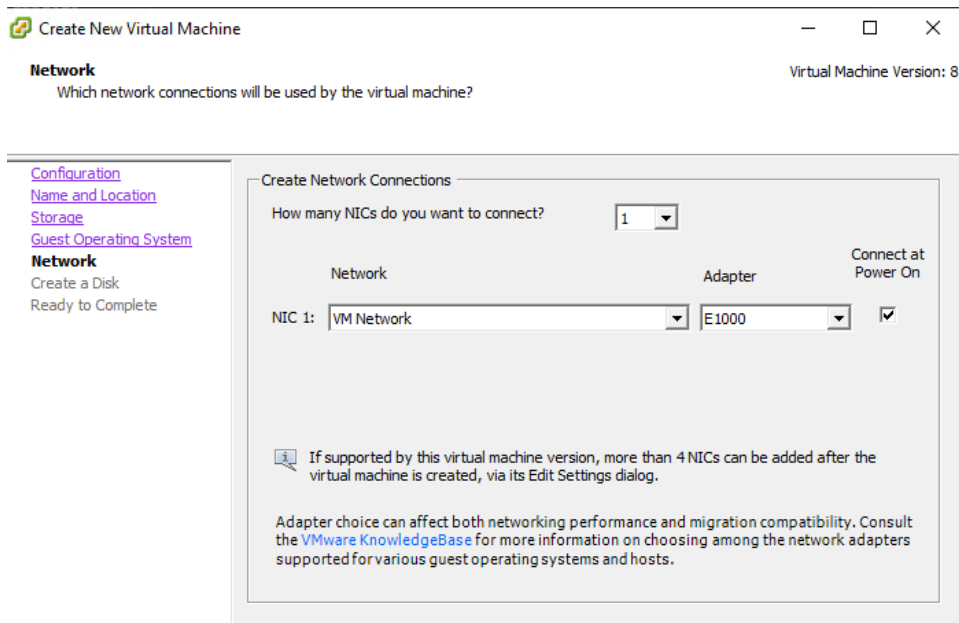 Create New Virtual Machine
Network
Virtual Machine Version: 8
Which network connections will be used by the virtual machine?
Configuration
Name and Location
Storage
Guest Operating System
Network
Create a Disk
Ready to Complete
Create Network Connections
How many NICs do you want to connect?
1
Network
Adapter
Connect at
Power On
NIC 1:
VM Network
E1000
If supported by this virtual machine version, more than 4 NICs can be added after the
virtual machine is created, via its Edit Settings dialog.
Adapter choice can affect both networking performance and migration compatibility. Consult
the VMware KnowledgeBase for more information on choosing among the network adapters
supported for various guest operating systems and hosts.